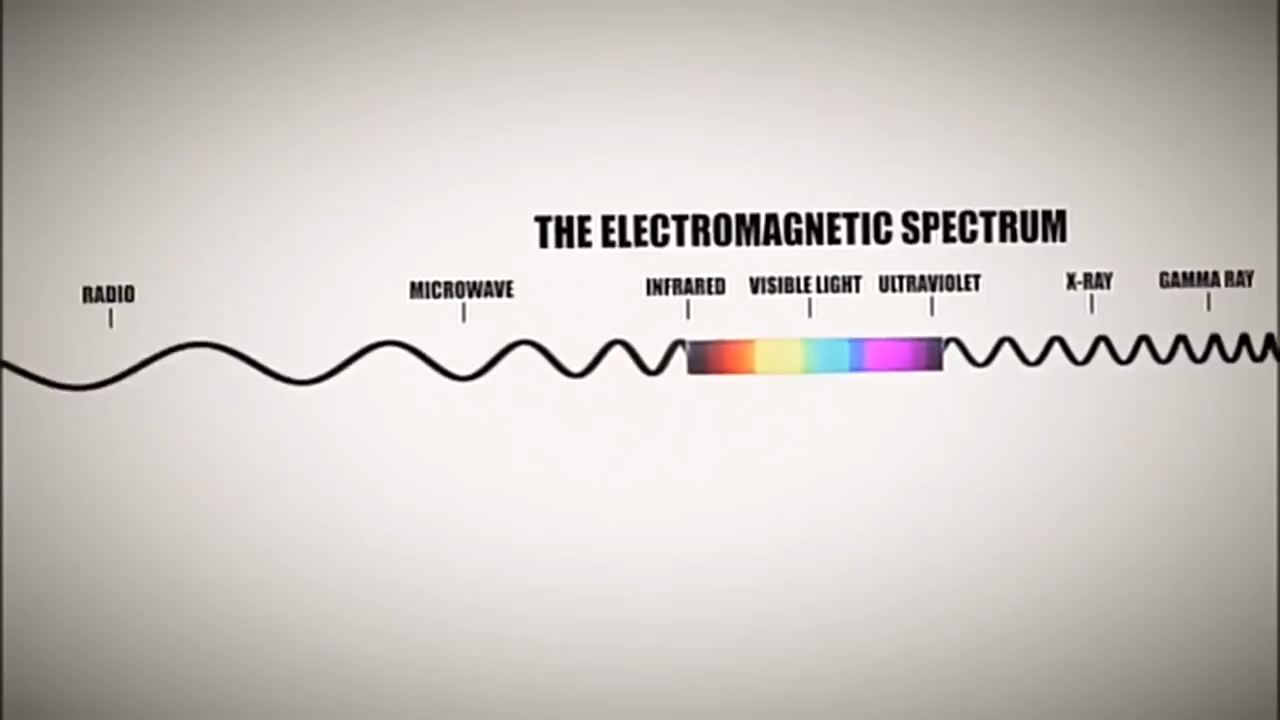 THE ELECTROMAGNETIC SPECTRUM
RADIO MICROWAVE INFRARED VISIBLE LIGHT ULTRAVIOLET X-RAY GAMMA RAY